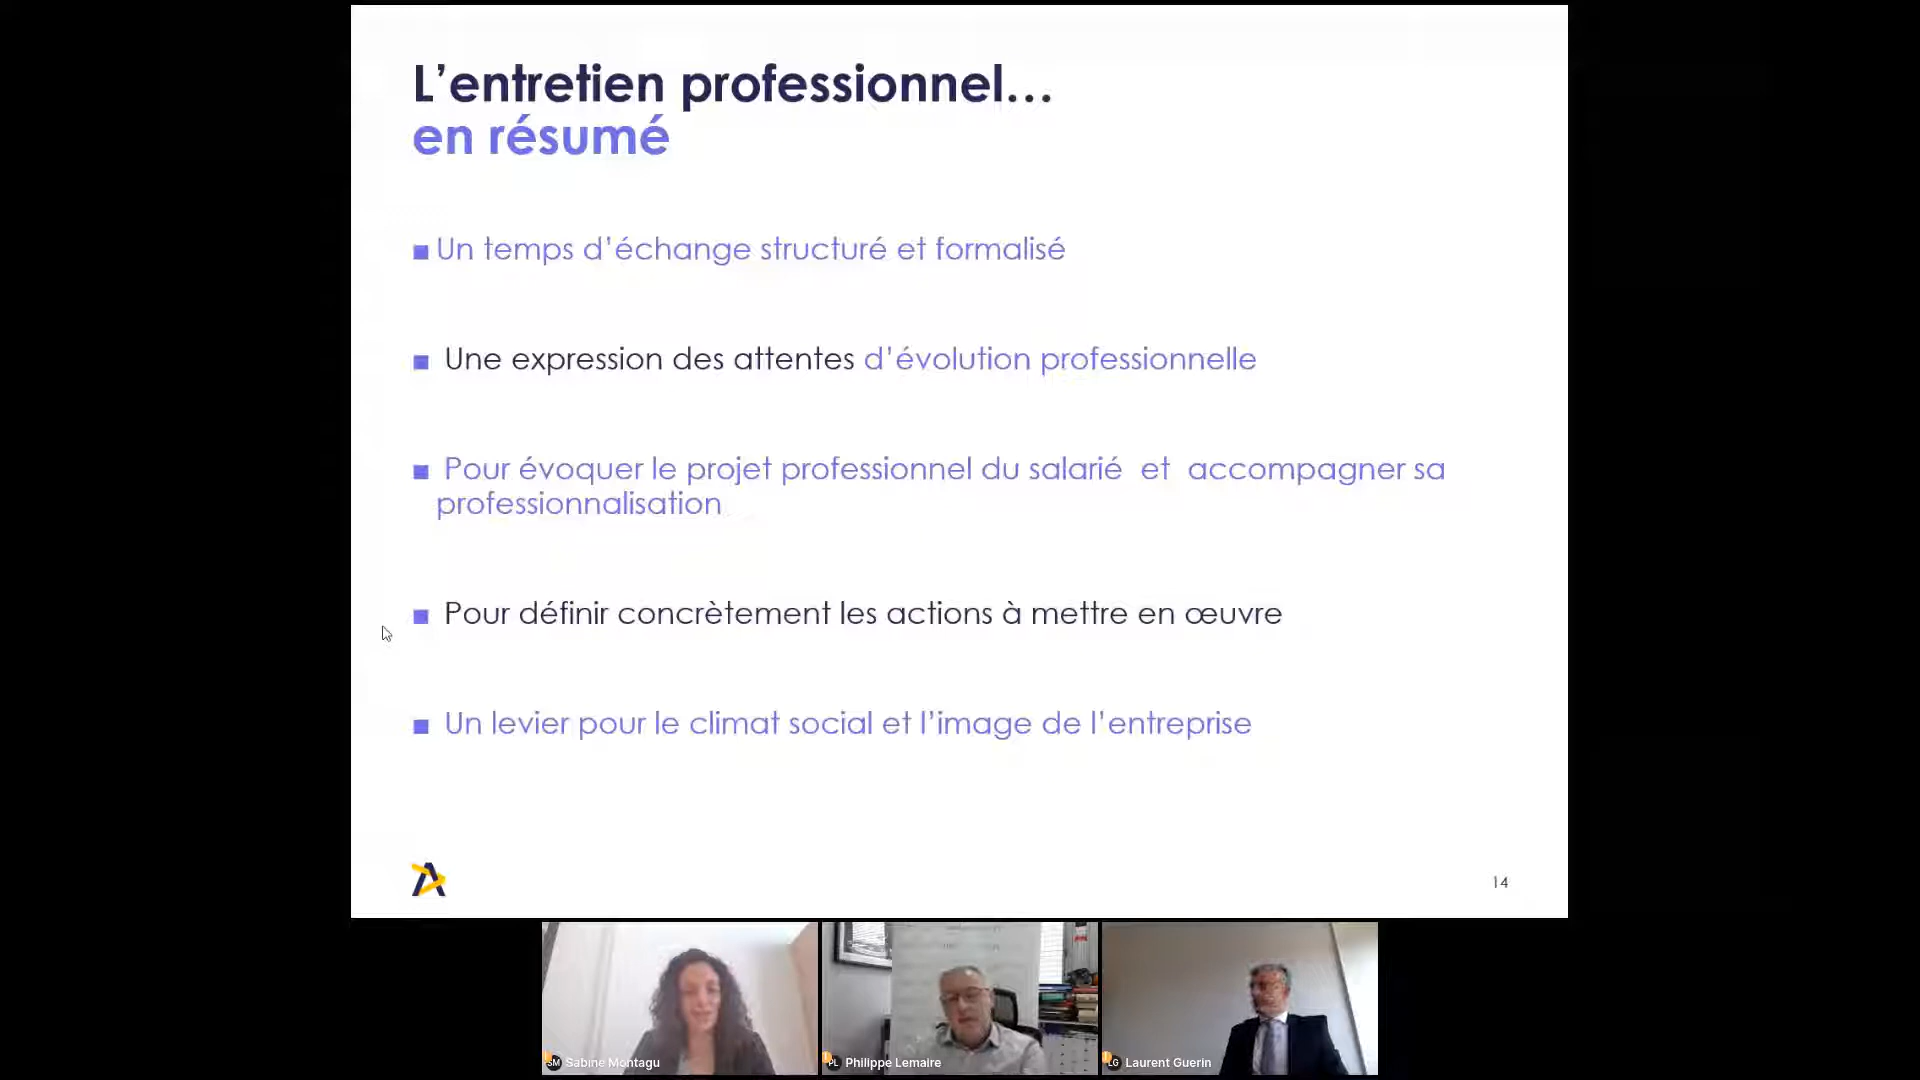 L’entretien professionnel…
en résumé
Un temps d’échange structuré et formalisé
Une expression des attentes d’évolution professionnelle
Pour évoquer le projet professionnel du salarié et accompagner sa
professionnalisation
Pour définir concrètement les actions à mettre en œuvre
Un levier pour le climat social et l’image de l’entreprise
14
SM Sabine Montagu
PL Philippe Lemaire
LG Laurent Guerin